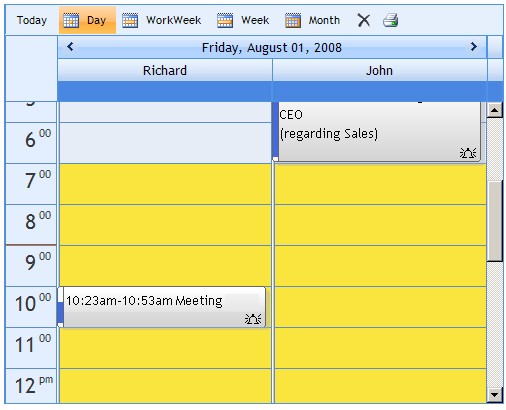 Today Day WorkWeek Week Month
Friday, August 01, 2008
Richard John
CEO
(regarding Sales)
6 00
7 00
8 00
9 00
10 00
10:23am-10:53am Meeting
11 00
12 pm